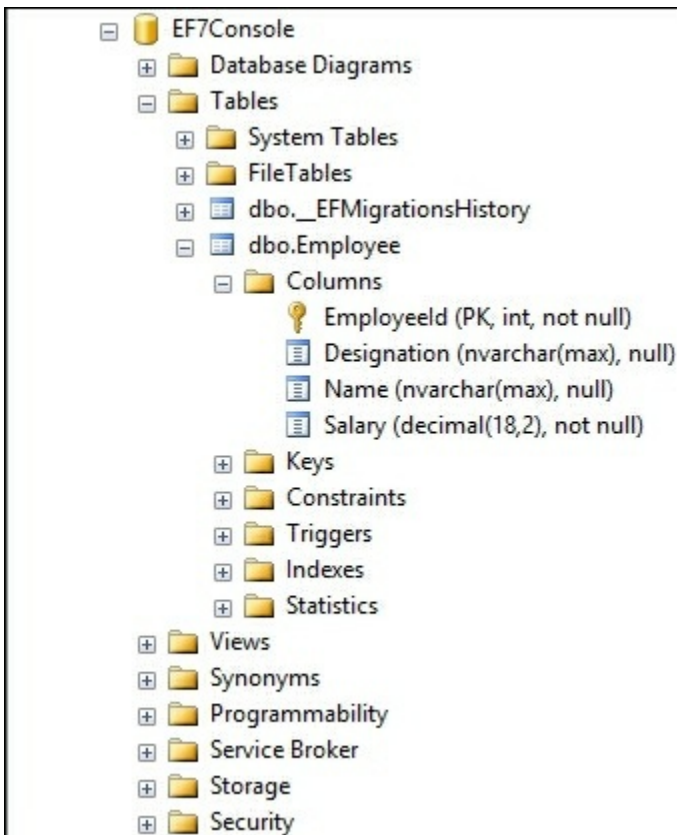 EF7Console
Database Diagrams
Tables
System Tables
FileTables
dbo.__EFMigrationsHistory
dbo.Employee
Columns
EmployeeId (PK, int, not null)
Designation (nvarchar(max), null)
Name (nvarchar(max), null)
Salary (decimal(18,2), not null)
Keys
Constraints
Triggers
Indexes
Statistics
Views
Synonyms
Programmability
Service Broker
Storage
Security